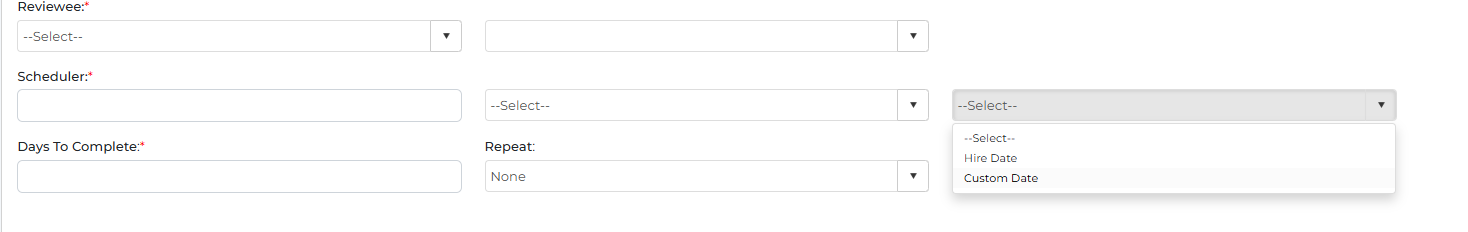 Reviewee:*
--Select--
Scheduler:*
--Select--
--Select--
--Select--
Hire Date
Custom Date
Days To Complete:*
Repeat:
None